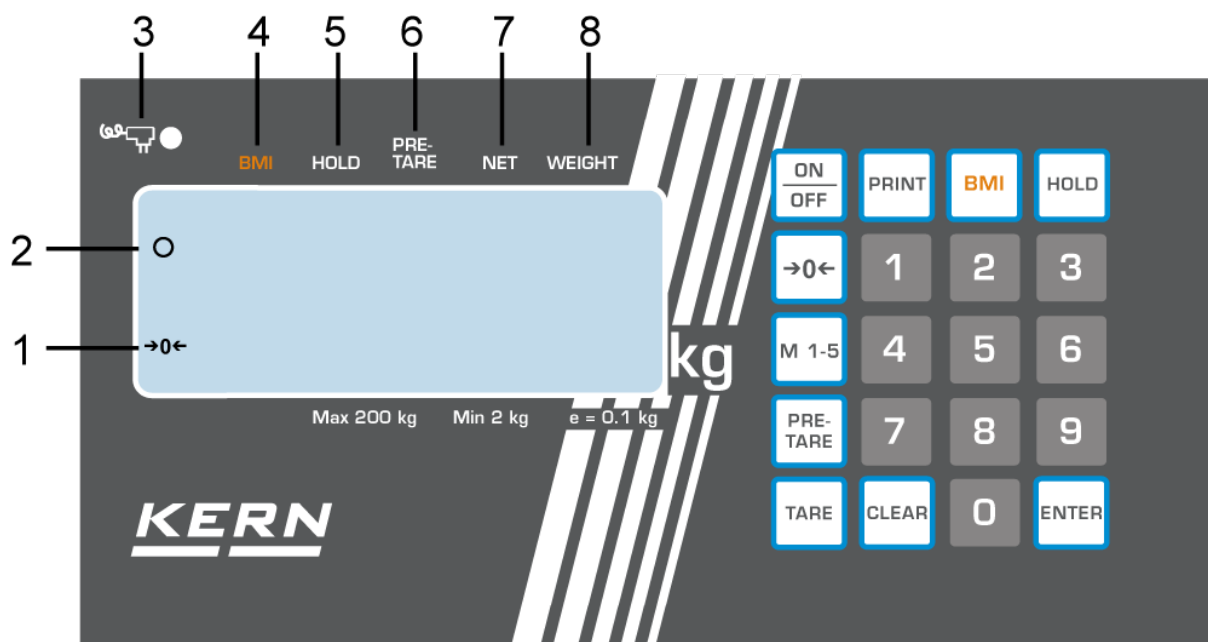 3 4 5 6 7 8
BMI HOLD PRE-TARE NET WEIGHT
2
1 →0←
kg
Max 200 kg Min 2 kg e = 0.1 kg
KERN
ON
OFF
PRINT BMI HOLD
→0← 1 2 3
M 1-5 4 5 6
PRE-
TARE
7 8 9
TARE CLEAR 0 ENTER